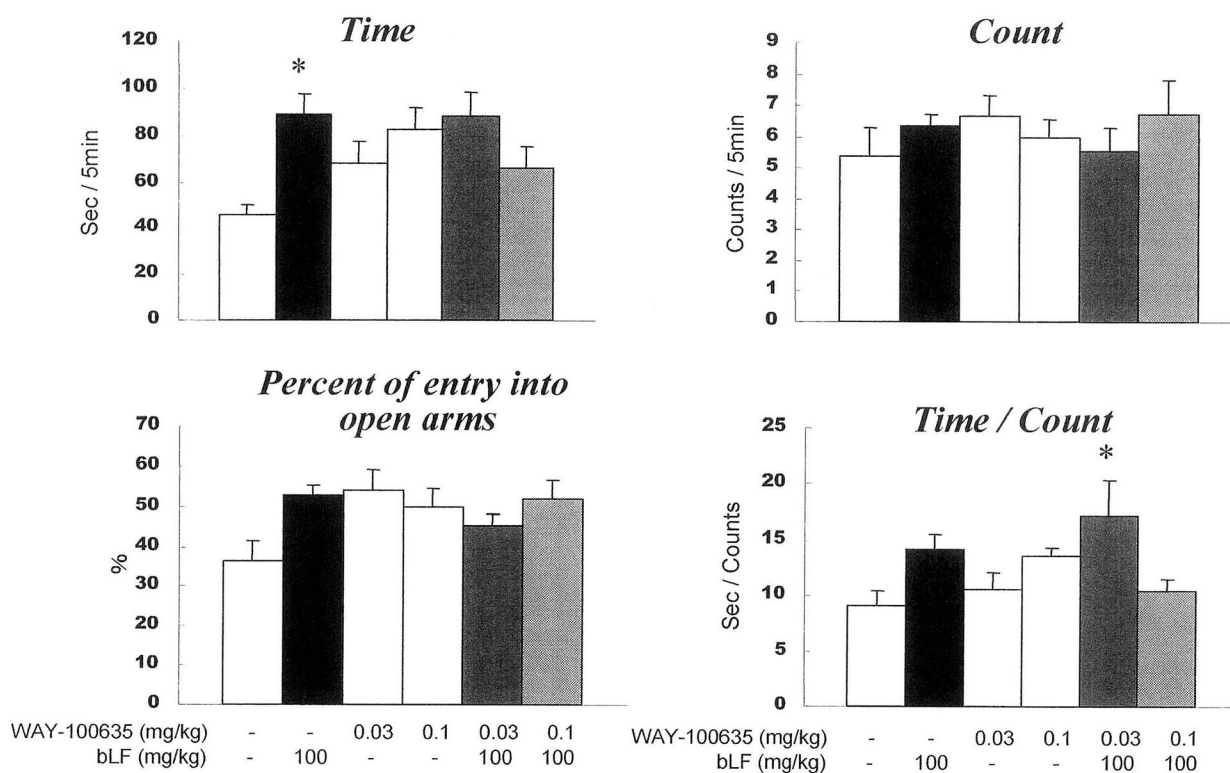 Time
120
100
80
60
40
20
0
Sec / 5min
*
Count
9
8
7
6
5
4
3
2
1
0
Counts / 5min
Percent of entry into
open arms
70
60
50
40
30
20
10
0
%
WAY-100635 (mg/kg) - - 0.03 0.1 0.03 0.1
bLF (mg/kg) - 100 - - 100 100
Time / Count
25
20
15
10
5
0
Sec / Counts
*
WAY-100635 (mg/kg) - - 0.03 0.1 0.03 0.1
bLF (mg/kg) - 100 - - 100 100